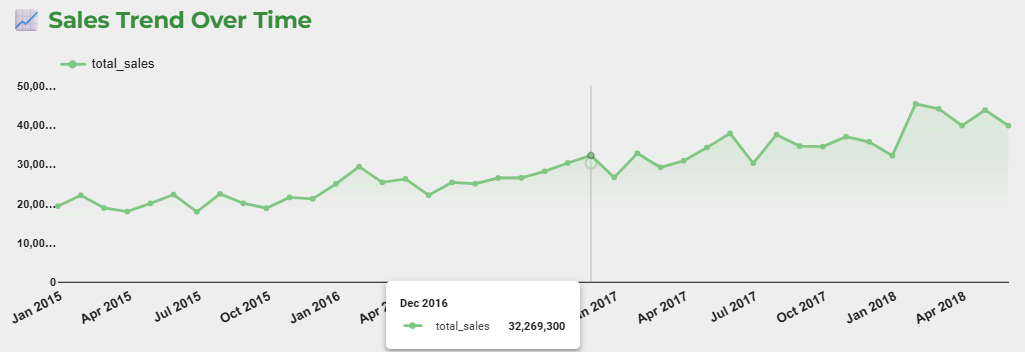 Sales Trend Over Time
total_sales
50,00...
40,00...
30,00...
20,00...
10,00...
0
Jan 2015
Apr 2015
Jul 2015
Oct 2015
Jan 2016
Ap
n 2017
Apr 2017
Jul 2017
Oct 2017
Jan 2018
Apr 2018
Dec 2016
total_sales 32,269,300